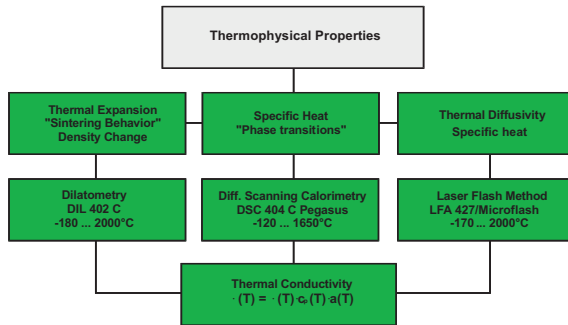 Thermophysical Properties
Thermal Expansion
"Sintering Behavior"
Density Change
Specific Heat
"Phase transitions"
Thermal Diffusivity
Specific heat
Dilatometry
DIL 402 C
-180 ... 2000°C
Diff. Scanning Calorimetry
DSC 404 C Pegasus
-120 ... 1650°C
Laser Flash Method
LFA 427/Microflash
-170 ... 2000°C
Thermal Conductivity
·(T) = ·(T)·cₚ(T)·a(T)